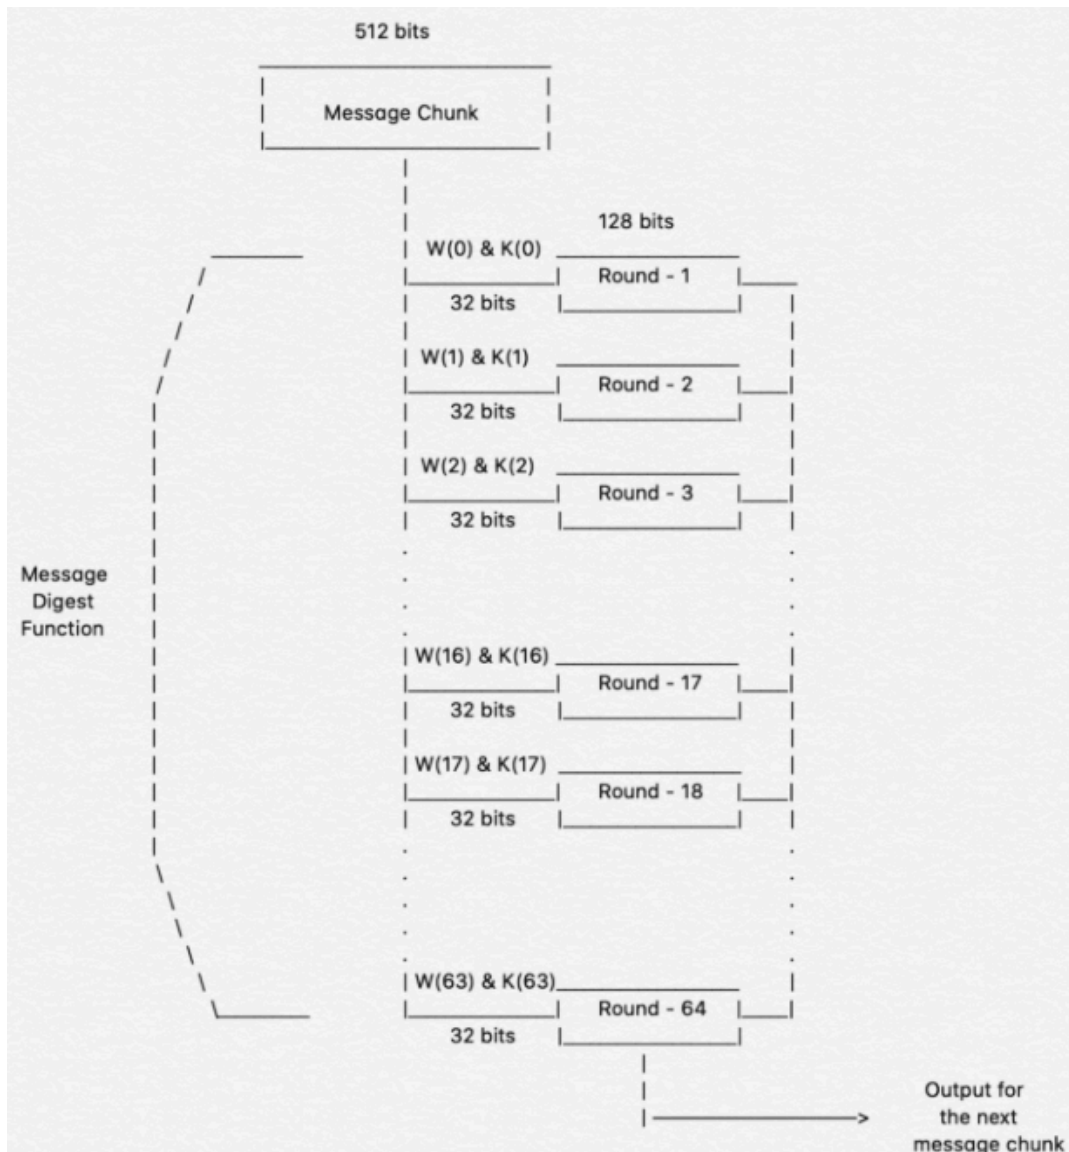 512 bits
Message Chunk
128 bits
W(0) & K(0)
Round - 1
32 bits
W(1) & K(1)
Round - 2
32 bits
W(2) & K(2)
Round - 3
32 bits
Message
Digest
Function
W(16) & K(16)
Round - 17
32 bits
W(17) & K(17)
Round - 18
32 bits
W(63) & K(63)
Round - 64
32 bits
Output for
the next
message chunk